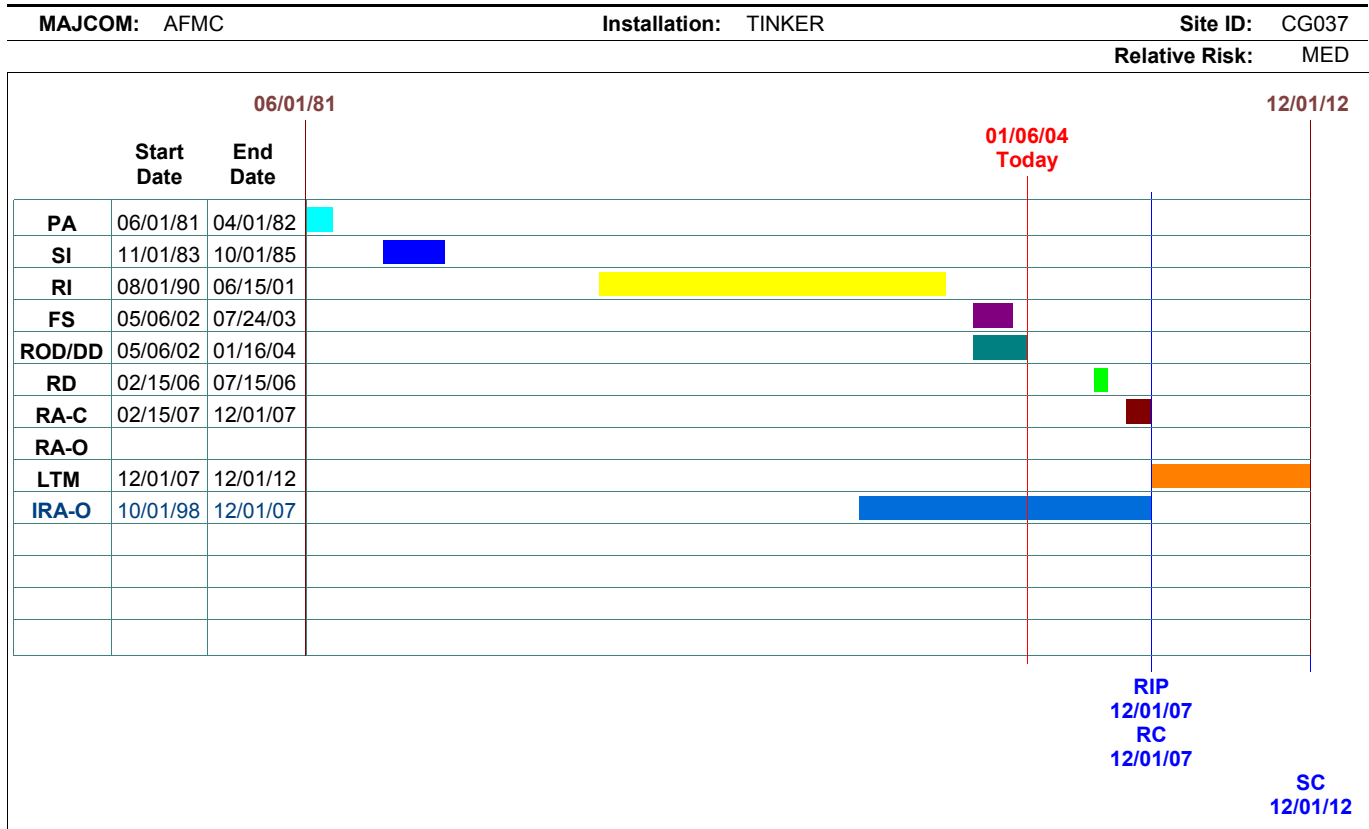 MAJCOM: AFMC Installation: TINKER Site ID: CG037
Relative Risk: MED
06/01/81 12/01/12
01/06/04
Today
Start Date End Date
PA 06/01/81 04/01/82
SI 11/01/83 10/01/85
RI 08/01/90 06/15/01
FS 05/06/02 07/24/03
ROD/DD 05/06/02 01/16/04
RD 02/15/06 07/15/06
RA-C 02/15/07 12/01/07
RA-O
LTM 12/01/07 12/01/12
IRA-O 10/01/98 12/01/07
RIP
12/01/07
RC
12/01/07
SC
12/01/12